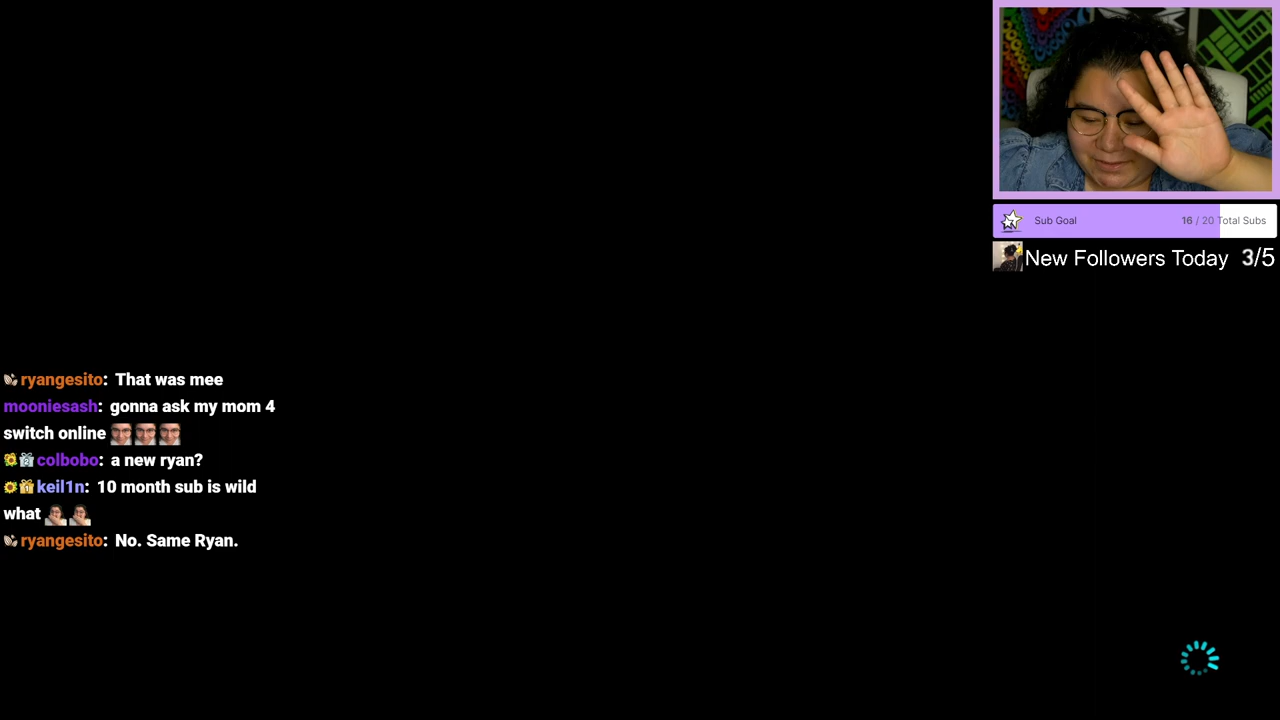 Sub Goal 16 / 20 Total Subs
New Followers Today 3/5
ryangesito: That was mee
mooniesash: gonna ask my mom 4
switch online
colbobo: a new ryan?
keil1n: 10 month sub is wild
what
ryangesito: No. Same Ryan.